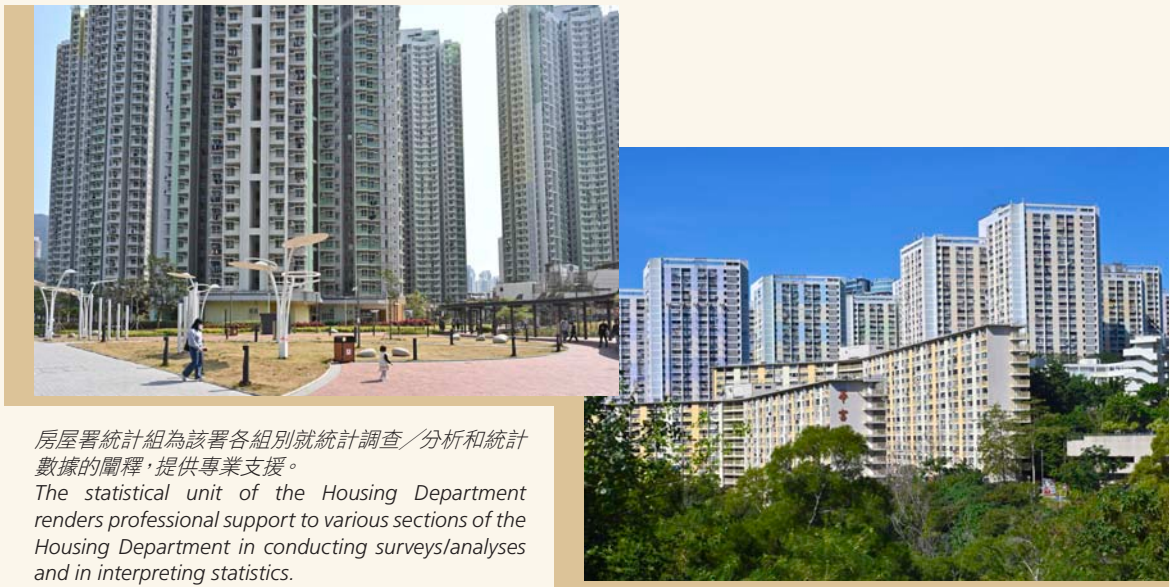 房屋署統計組為該署各組別就統計調查／分析和統計
數據的闡釋，提供專業支援。
The statistical unit of the Housing Department
renders professional support to various sections of the
Housing Department in conducting surveys/analyses
and in interpreting statistics.